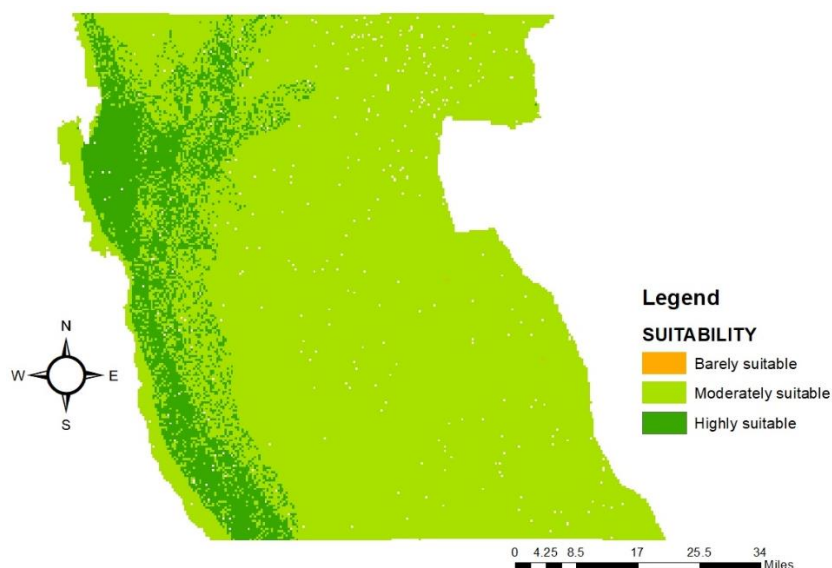 N
W E
S
Legend
SUITABILITY
Barely suitable
Moderately suitable
Highly suitable
0 4.25 8.5 17 25.5 34
Miles